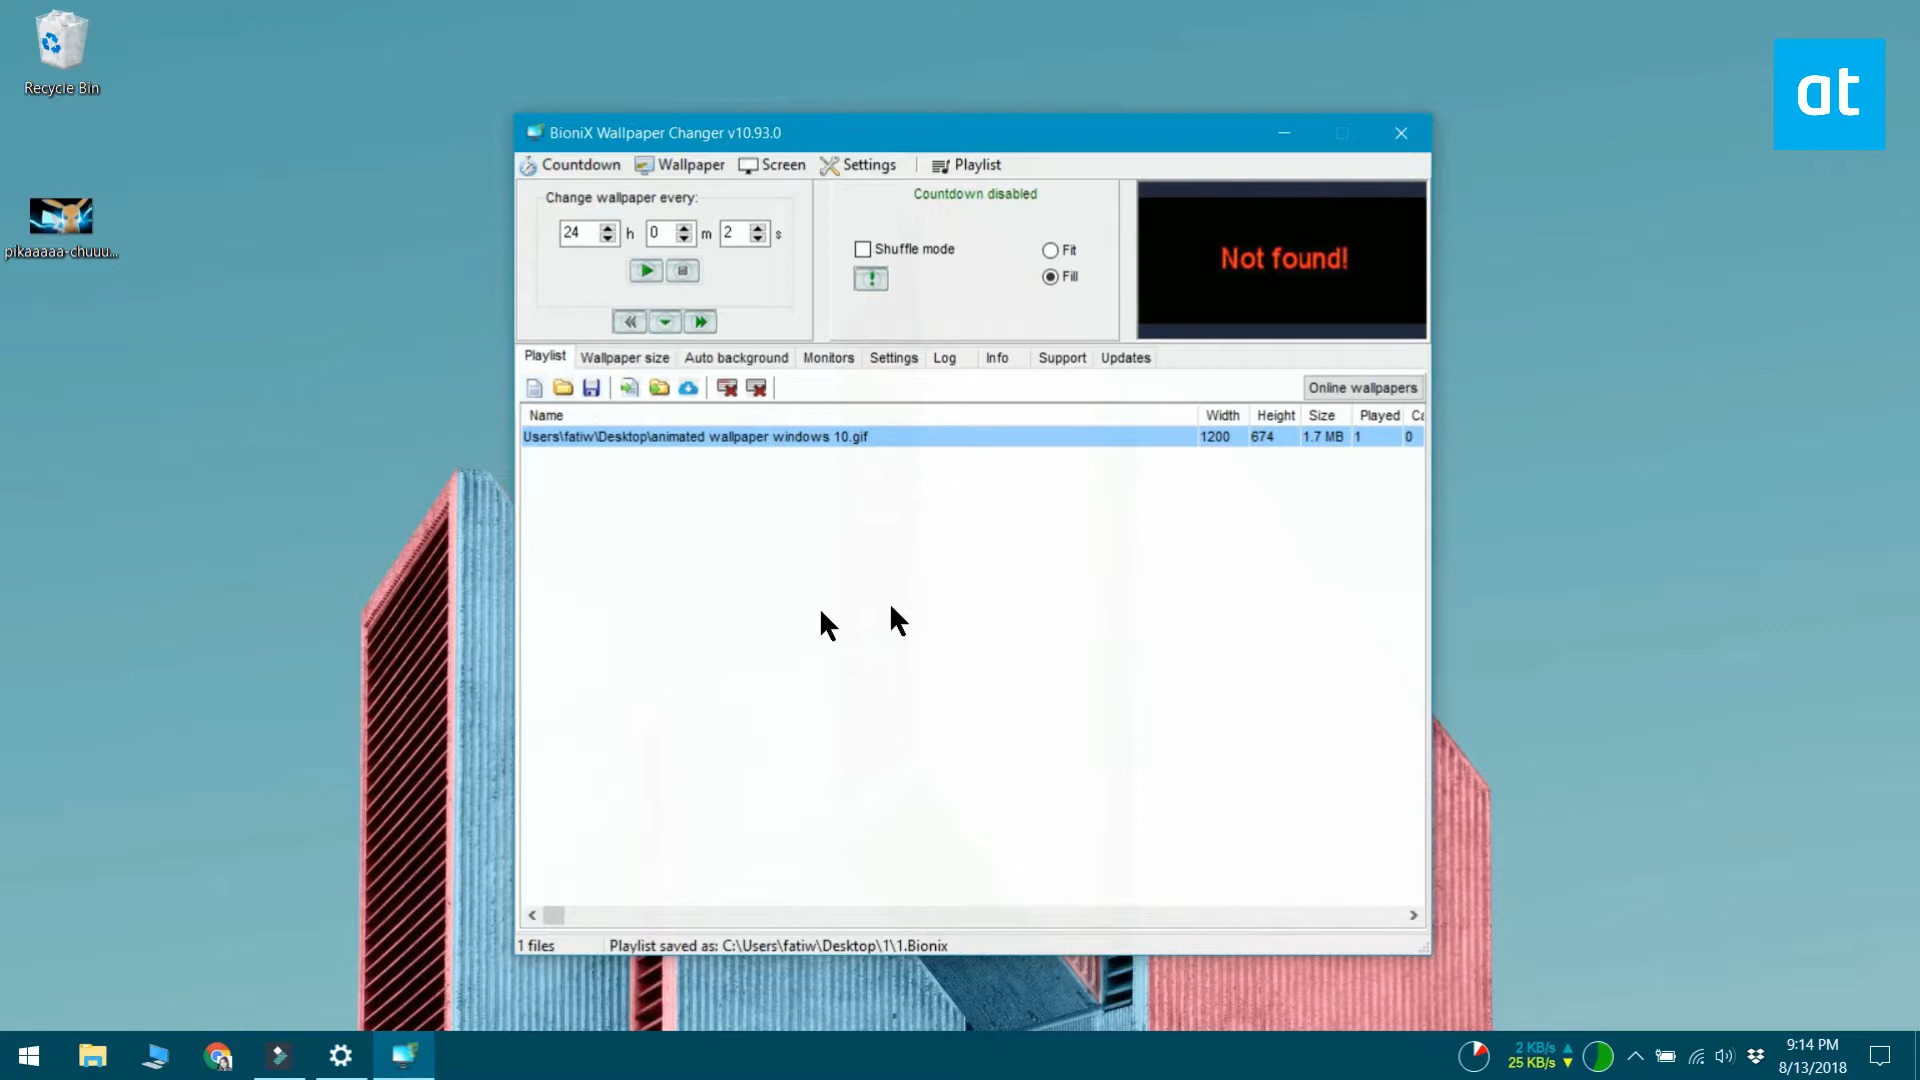 Recycle Bin
pikaaaaa-chuuu...
at
BioniX Wallpaper Changer v10.93.0
Countdown Wallpaper Screen Settings Playlist
Change wallpaper every:
24 h 0 m 2 s
Countdown disabled
Shuffle mode
Fit
Fill
Not found!
Playlist Wallpaper size Auto background Monitors Settings Log Info Support Updates
Online wallpapers
Name Width Height Size Played Ca
Users\fatiw\Desktop\animated wallpaper windows 10.gif 1200 674 1.7 MB 1 0
1 files Playlist saved as: C:\Users\fatiw\Desktop\1\1.Bionix
2 KB/s
25 KB/s
9:14 PM
8/13/2018